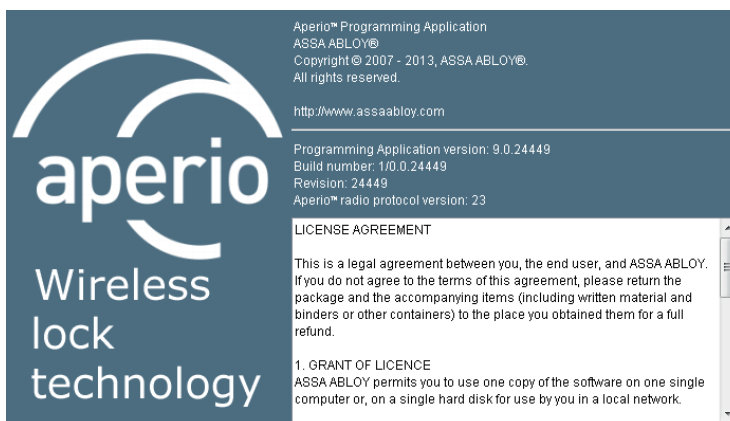 aperio
Wireless
lock
technology
Aperio™ Programming Application
ASSA ABLOY®
Copyright © 2007 - 2013, ASSA ABLOY®.
All rights reserved.
http://www.assaabloy.com
Programming Application version: 9.0.24449
Build number: 1/0.0.24449
Revision: 24449
Aperio™ radio protocol version: 23
LICENSE AGREEMENT
This is a legal agreement between you, the end user, and ASSA ABLOY.
If you do not agree to the terms of this agreement, please return the
package and the accompanying items (including written material and
binders or other containers) to the place you obtained them for a full
refund.
1. GRANT OF LICENCE
ASSA ABLOY permits you to use one copy of the software on one single
computer or, on a single hard disk for use by you in a local network.